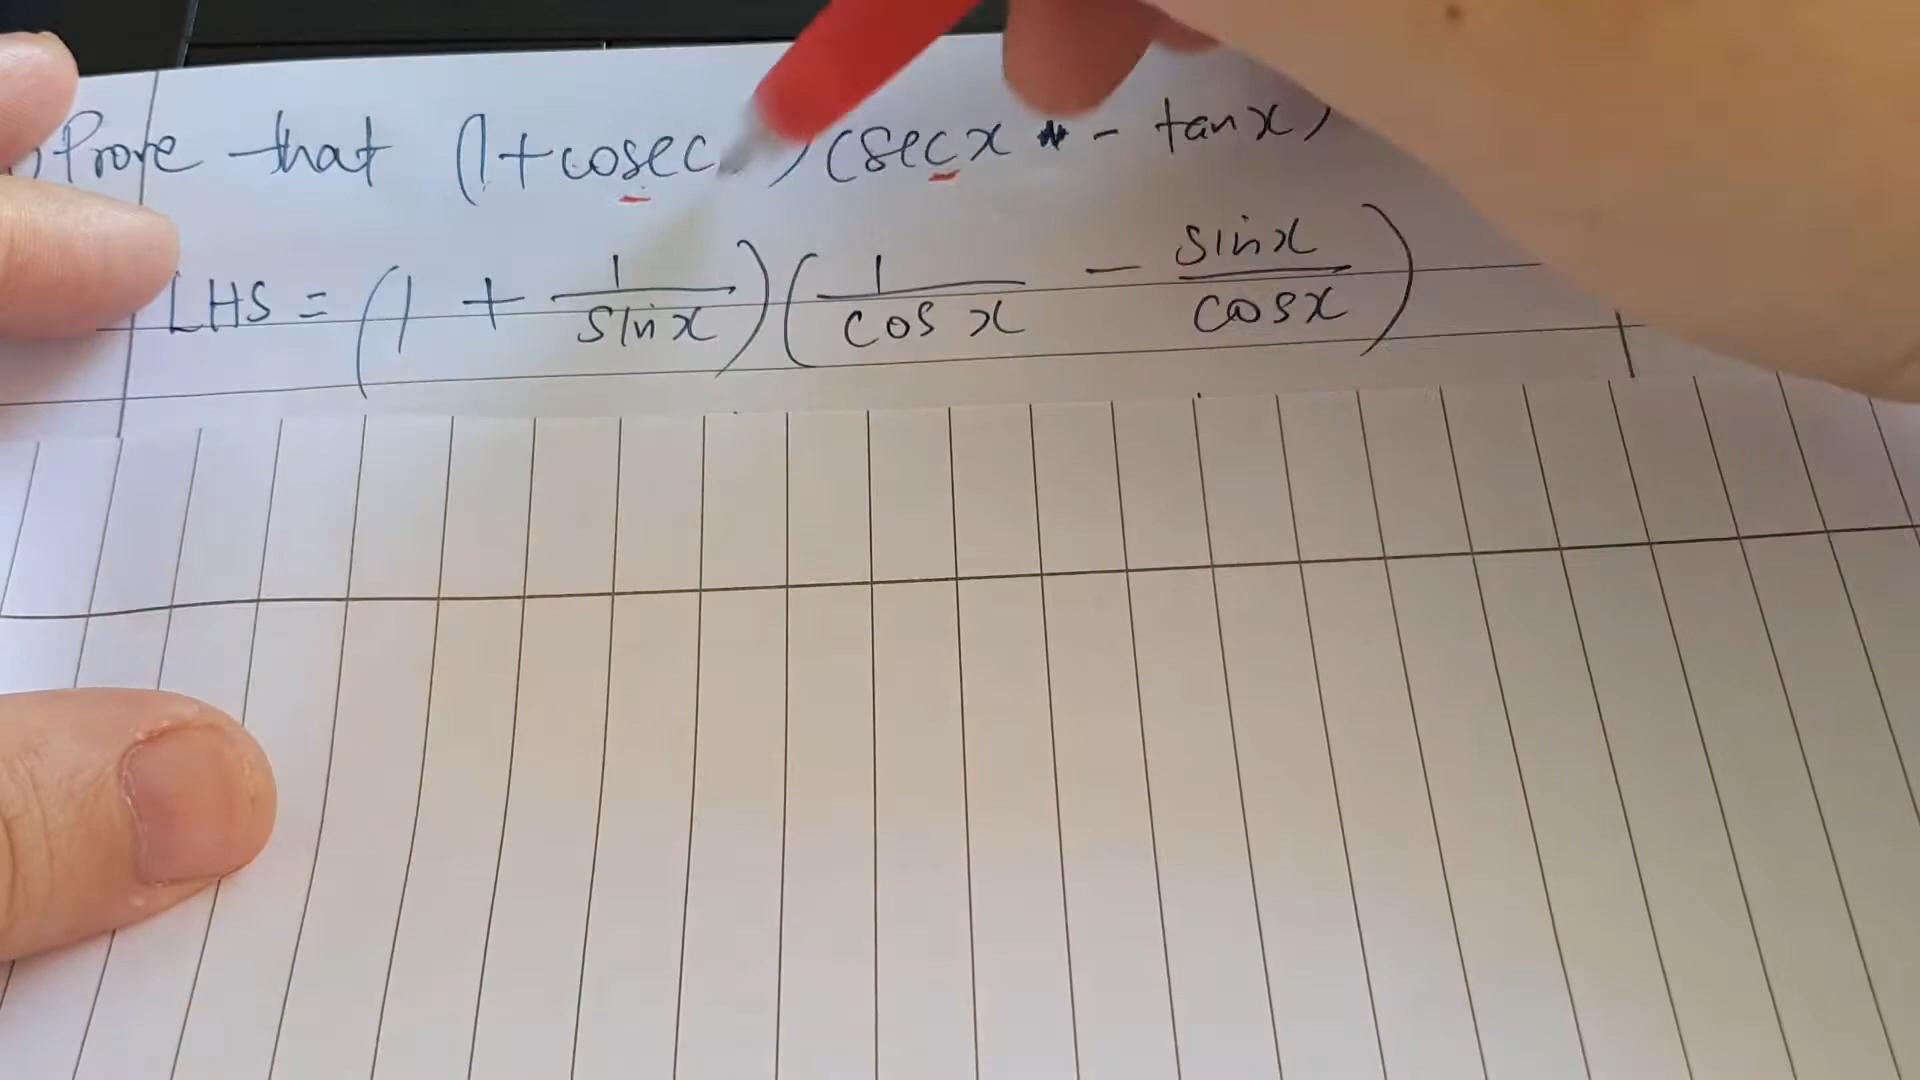 ) Prove that (1+cosec ) (secx - tanx)
LHS = (1 + 1/sinx)(1/cosx - sinx/cosx)